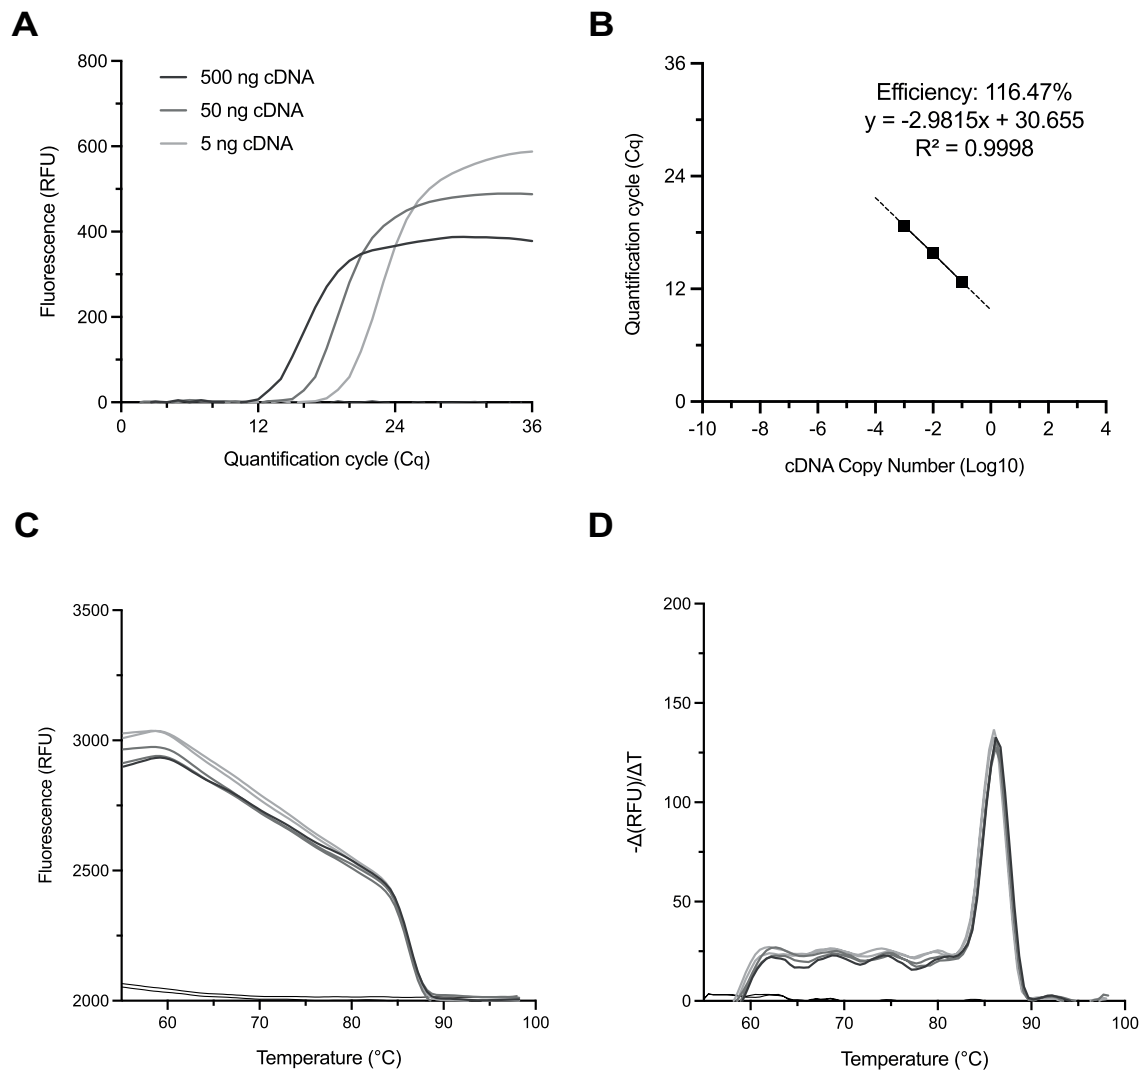 A
800
600
400
200
0
Fluorescence (RFU)
500 ng cDNA
50 ng cDNA
5 ng cDNA
0 12 24 36
Quantification cycle (Cq)
B
36
24
12
0
Quantification cycle (Cq)
Efficiency: 116.47%
y = -2.9815x + 30.655
R² = 0.9998
-10 -8 -6 -4 -2 0 2 4
cDNA Copy Number (Log10)
C
3500
3000
2500
2000
Fluorescence (RFU)
60 70 80 90 100
Temperature (°C)
D
200
150
100
50
0
-Δ(RFU)/ΔT
60 70 80 90 100
Temperature (°C)